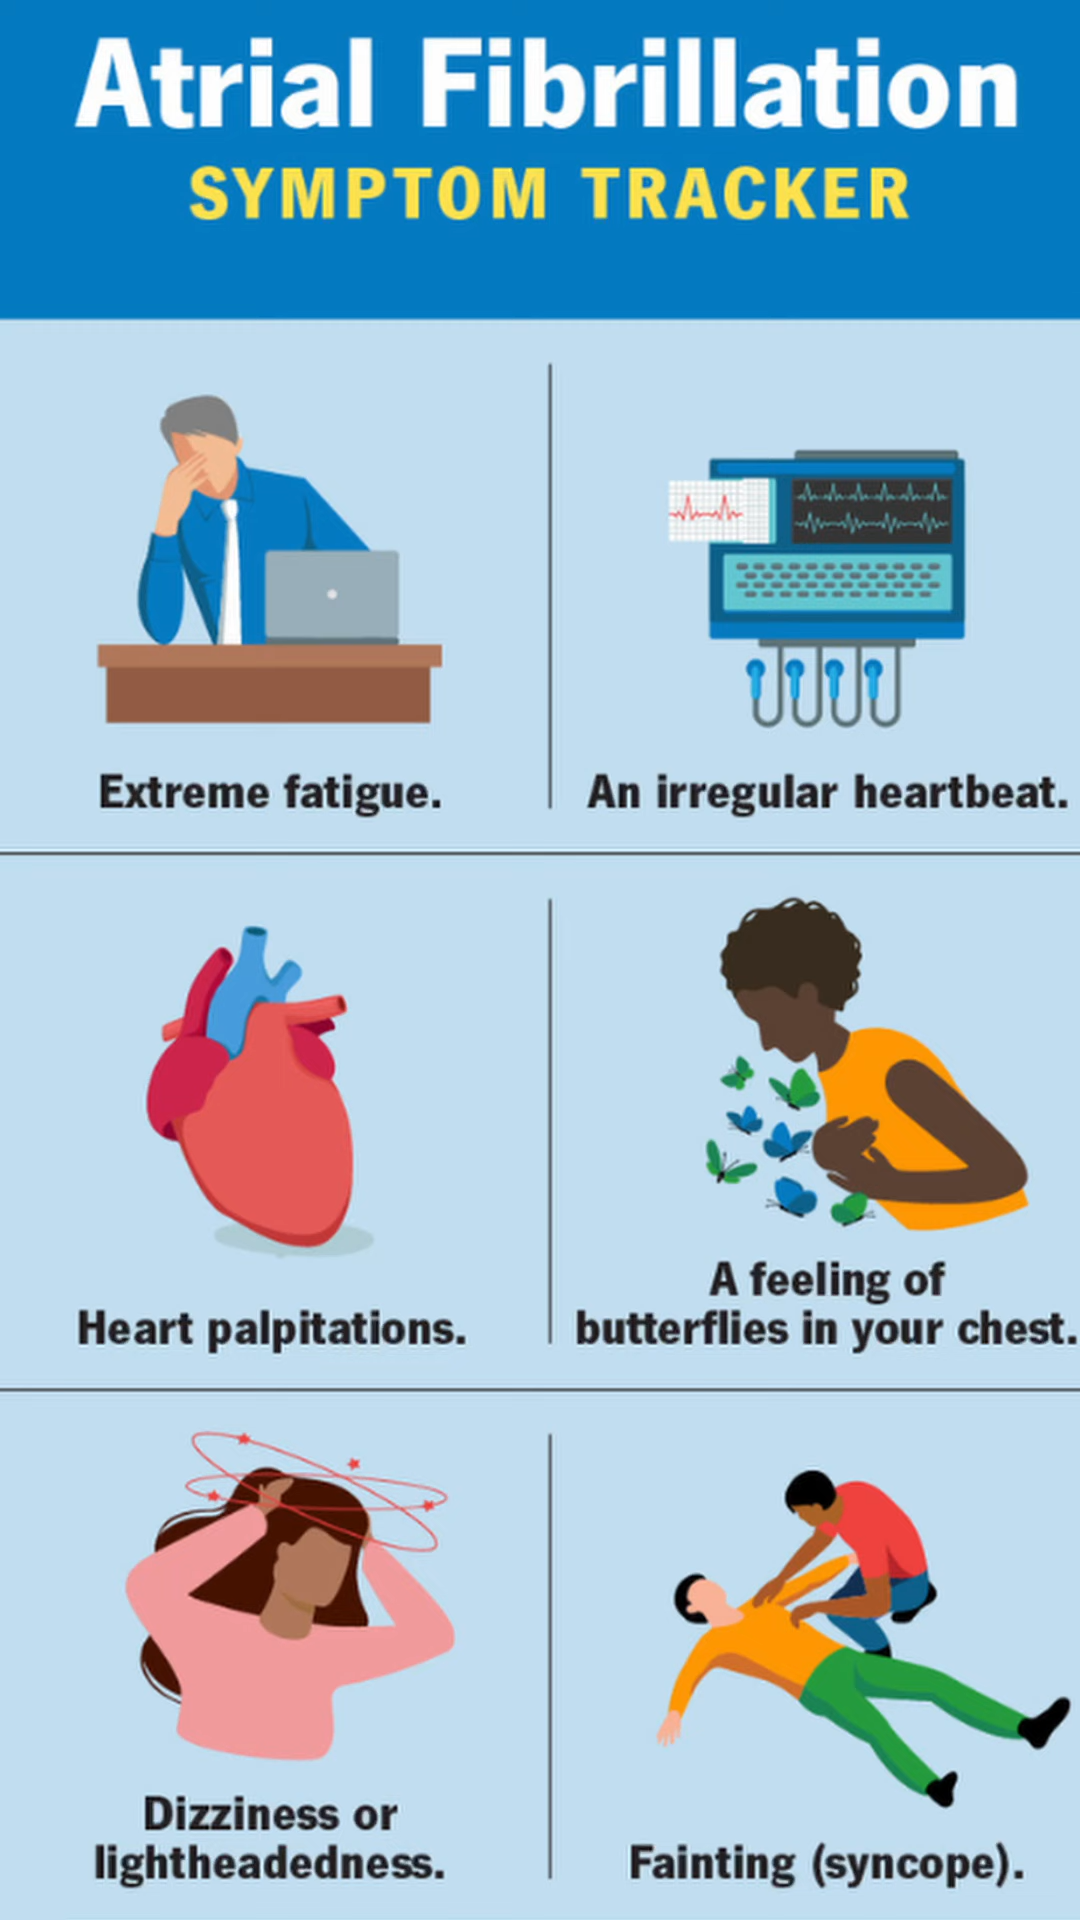 Atrial Fibrillation
SYMPTOM TRACKER
Extreme fatigue.
An irregular heartbeat.
Heart palpitations.
A feeling of
butterflies in your chest.
Dizziness or
lightheadedness.
Fainting (syncope).